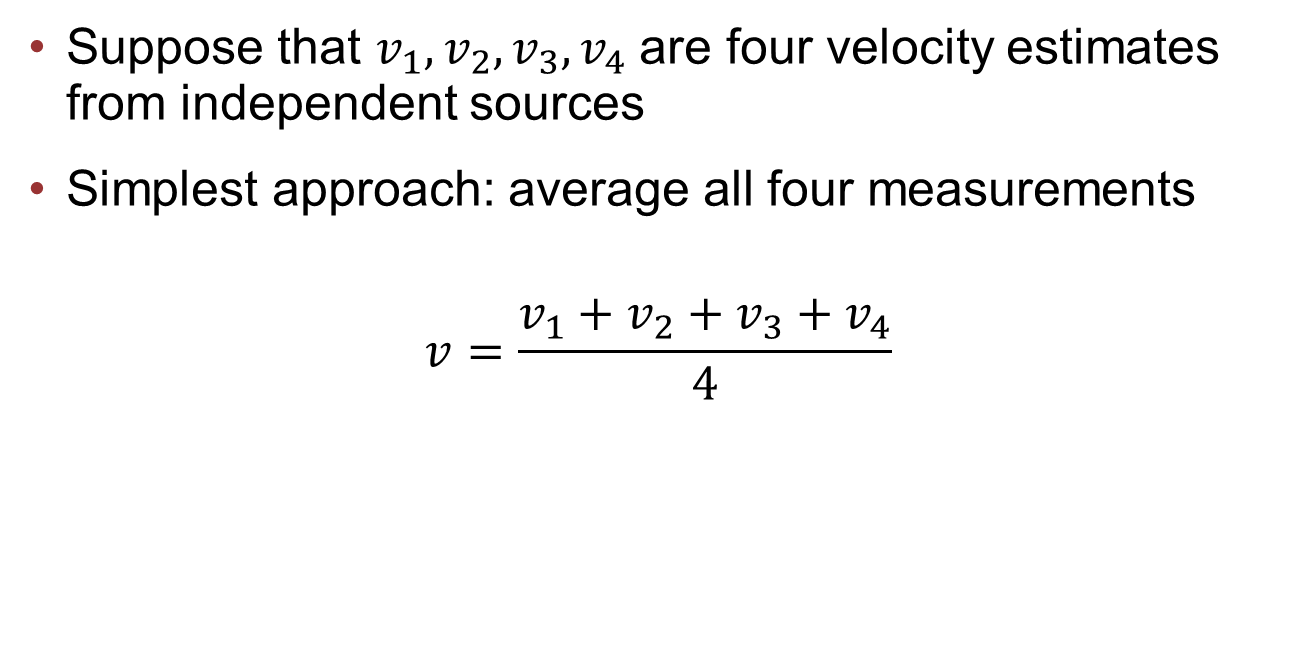 • Suppose that 𝑣₁, 𝑣₂, 𝑣₃, 𝑣₄ are four velocity estimates
from independent sources
• Simplest approach: average all four measurements
𝑣 = (𝑣₁ + 𝑣₂ + 𝑣₃ + 𝑣₄) / 4